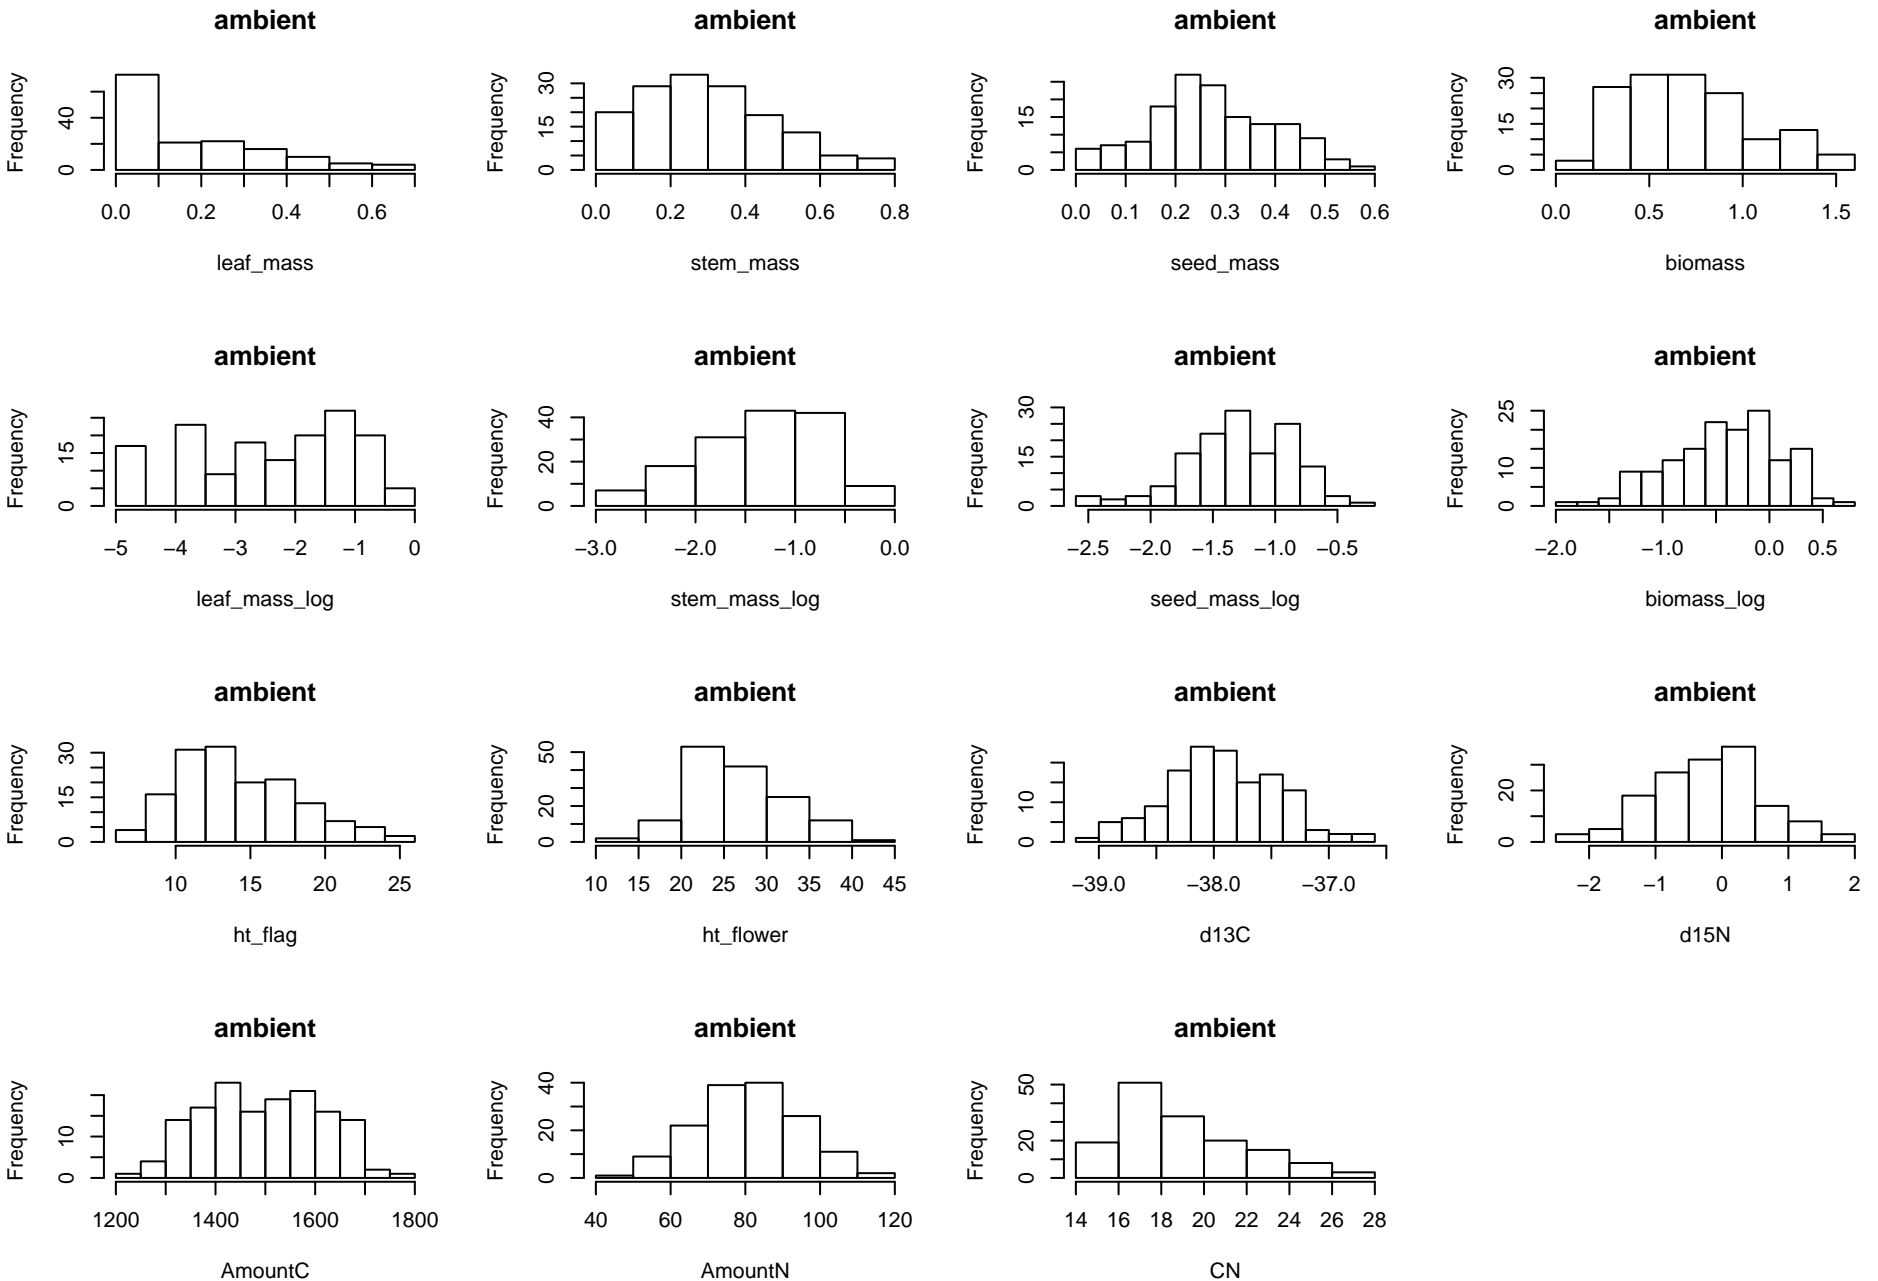 ambient ambient ambient ambient
Frequency Frequency Frequency Frequency
0 40 0 15 30 0 15 0 15 30
0.0 0.2 0.4 0.6 0.0 0.2 0.4 0.6 0.8 0.0 0.1 0.2 0.3 0.4 0.5 0.6 0.0 0.5 1.0 1.5
leaf_mass stem_mass seed_mass biomass
ambient ambient ambient ambient
Frequency Frequency Frequency Frequency
0 15 0 20 40 0 15 30 0 10 25
−5 −4 −3 −2 −1 0 −3.0 −2.0 −1.0 0.0 −2.5 −2.0 −1.5 −1.0 −0.5 −2.0 −1.0 0.0 0.5
leaf_mass_log stem_mass_log seed_mass_log biomass_log
ambient ambient ambient ambient
Frequency Frequency Frequency Frequency
0 15 30 0 20 50 0 10 0 20
10 15 20 25 10 15 20 25 30 35 40 45 −39.0 −38.0 −37.0 −2 −1 0 1 2
ht_flag ht_flower d13C d15N
ambient ambient ambient
Frequency Frequency Frequency
0 10 0 20 40 0 20 50
1200 1400 1600 1800 40 60 80 100 120 14 16 18 20 22 24 26 28
AmountC AmountN CN